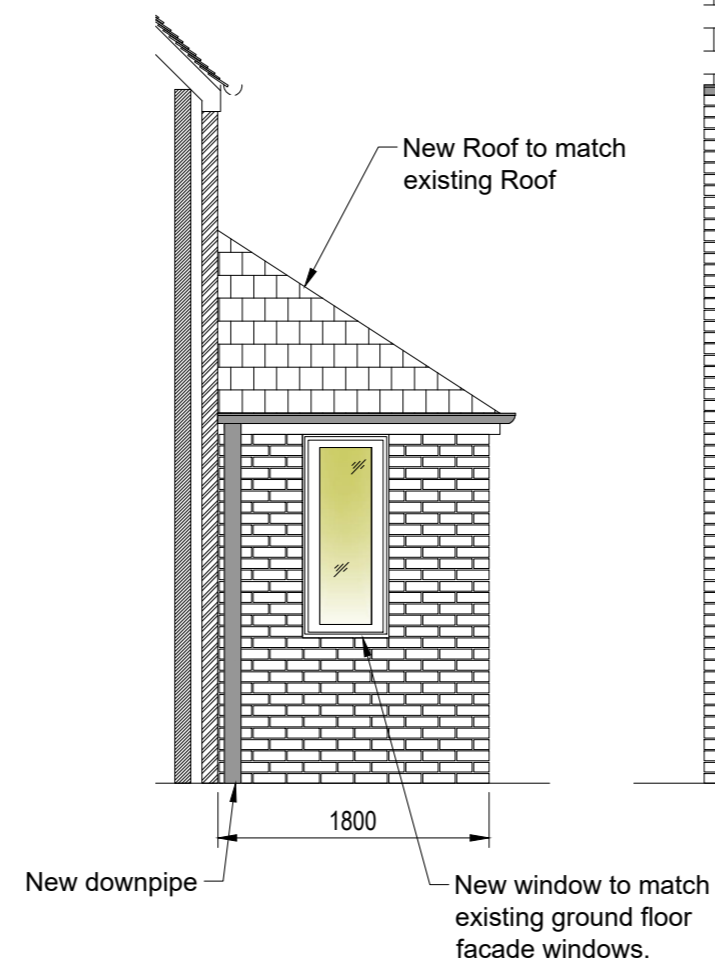 New Roof to match
existing Roof
1800
New downpipe
New window to match
existing ground floor
facade windows.